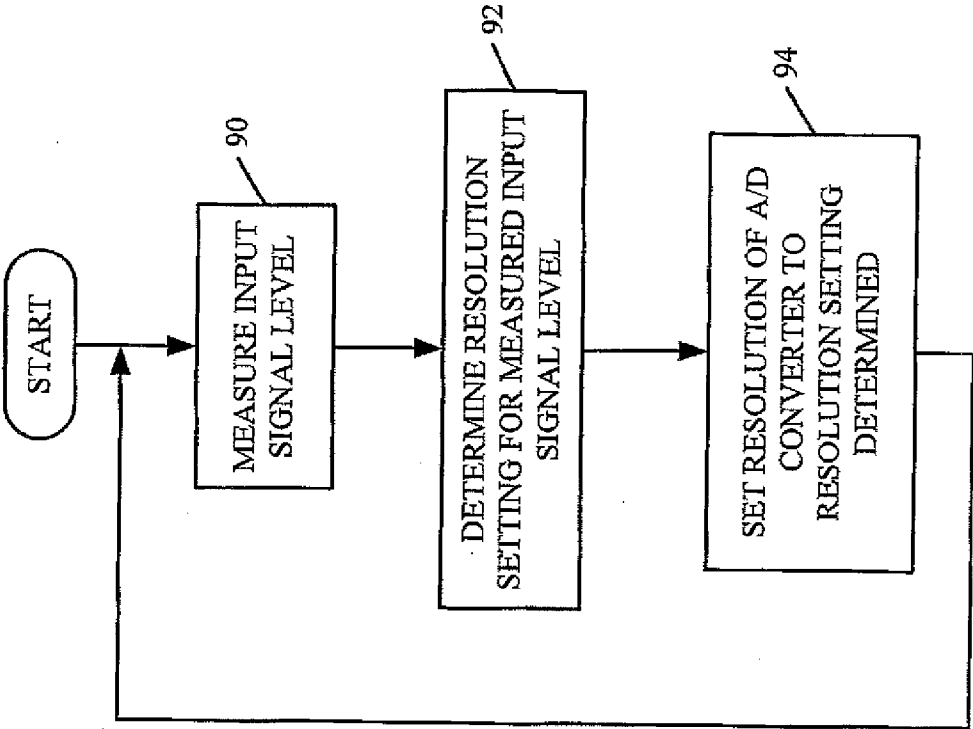 START
MEASURE INPUT
SIGNAL LEVEL
90
DETERMINE RESOLUTION
SETTING FOR MEASURED INPUT
SIGNAL LEVEL
92
SET RESOLUTION OF A/D
CONVERTER TO
RESOLUTION SETTING
DETERMINED
94